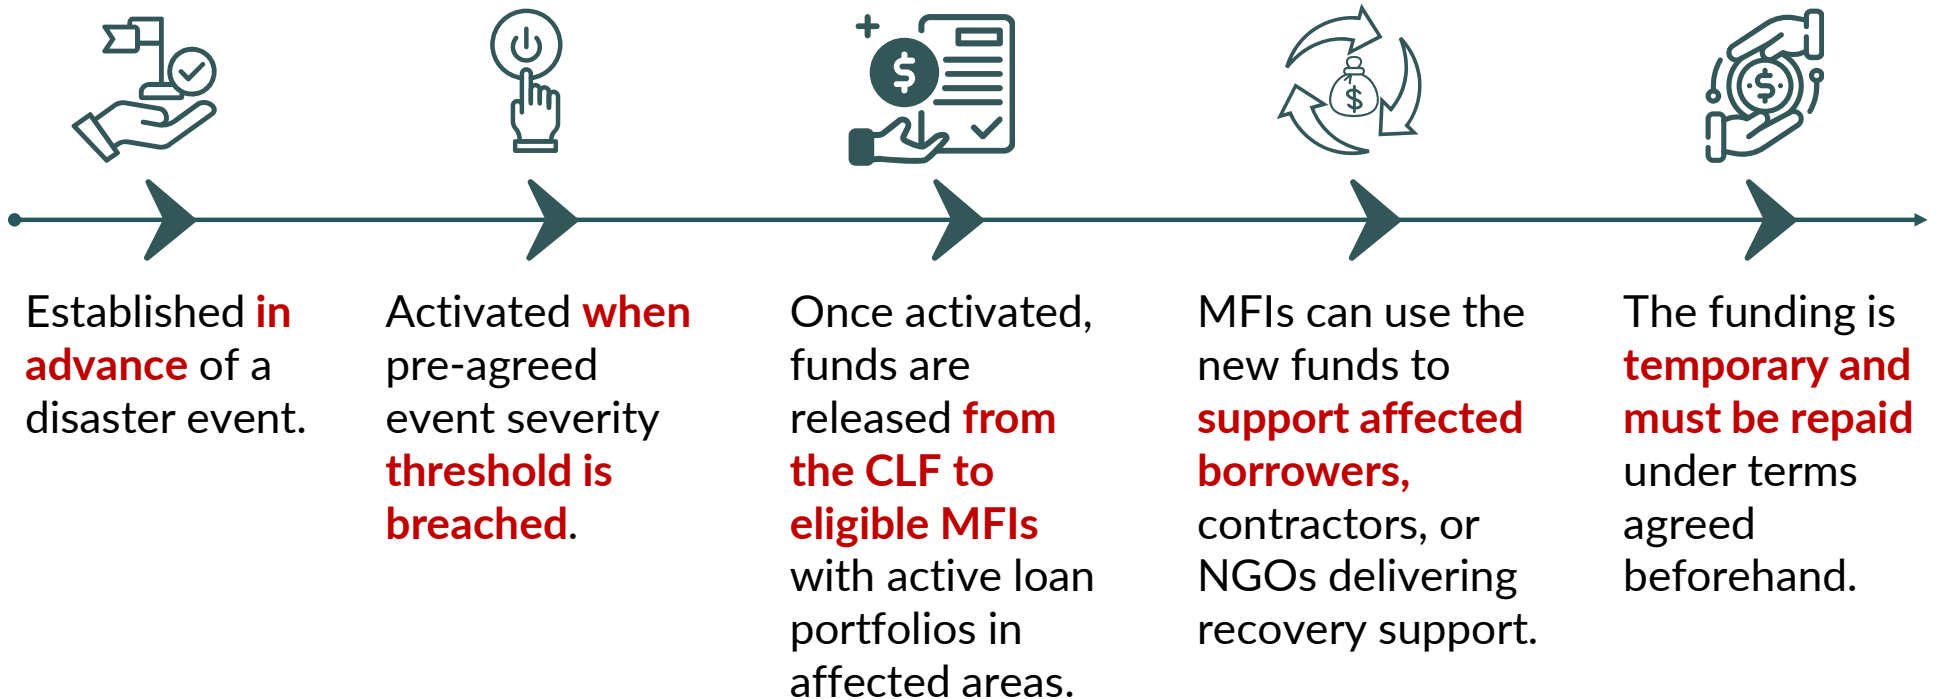 Established in
advance of a
disaster event.
Activated when
pre-agreed
event severity
threshold is
breached.
Once activated,
funds are
released from
the CLF to
eligible MFIs
with active loan
portfolios in
affected areas.
MFIs can use the
new funds to
support affected
borrowers,
contractors, or
NGOs delivering
recovery support.
The funding is
temporary and
must be repaid
under terms
agreed
beforehand.